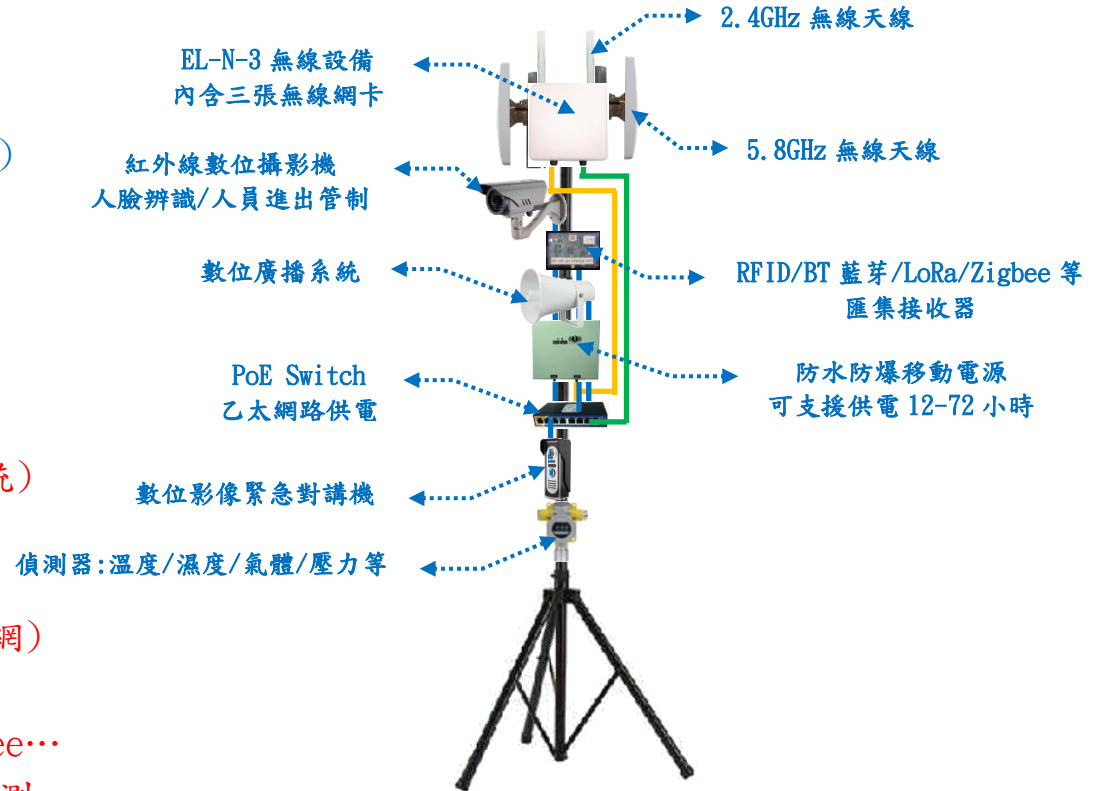 2.4GHz 無線天線
EL-N-3 無線設備
內含三張無線網卡
5.8GHz 無線天線
)
紅外線數位攝影機
人臉辨識/人員進出管制
數位廣播系統
RFID/BT 藍芽/LoRa/Zigbee 等
匯集接收器
PoE Switch
乙太網路供電
防水防爆移動電源
可支援供電 12-72 小時
統)
數位影像緊急對講機
偵測器:溫度/濕度/氣體/壓力等
網)
ee…
測